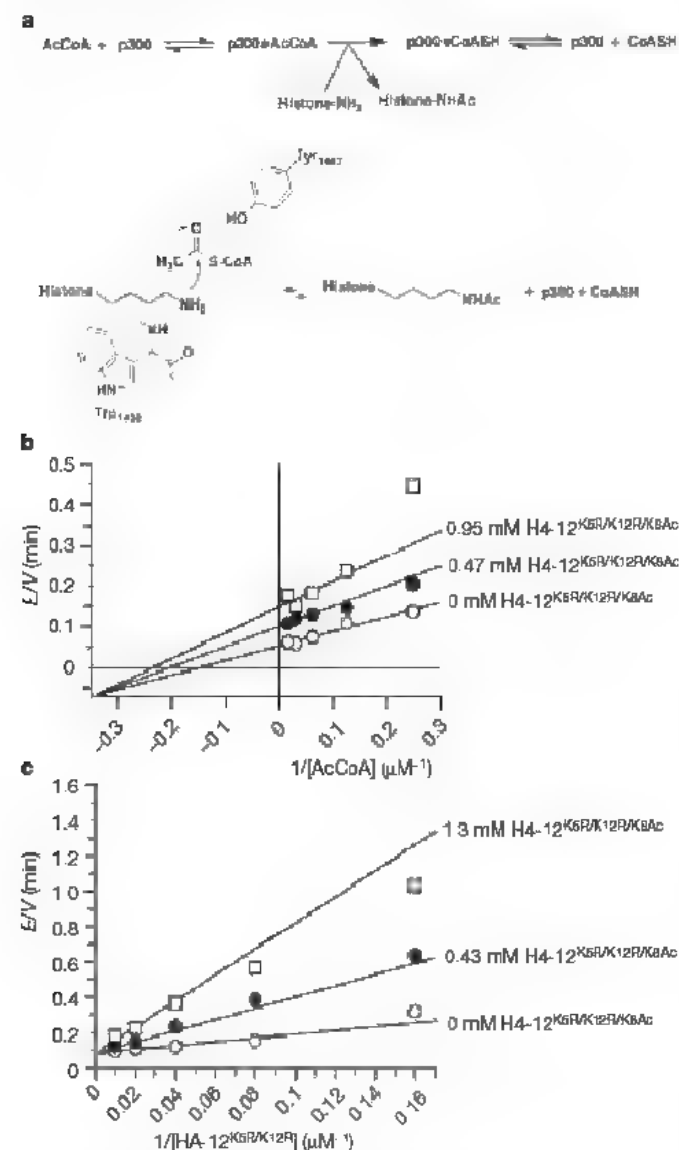 a
AcCoA + p300 p300•AcCoA p300•CoASH p300 + CoASH
Histone-NH₂ Histone-NHAc
HO
H₃C S-CoA
Histone NH₂ Histone NHAc + p300 + CoASH
NH
O
HN
b
E/V (min)
0.5
0.4
0.3
0.2
0.1
0
–0.3 –0.2 –0.1 0 0.1 0.2 0.3
1/[AcCoA] (μM⁻¹)
0.95 mM H4-12K5R/K12R/K8Ac
0.47 mM H4-12K5R/K12R/K8Ac
0 mM H4-12K5R/K12R/K8Ac
c
E/V (min)
1.6
1.4
1.2
1.0
0.8
0.6
0.4
0.2
0
0 0.02 0.04 0.06 0.08 0.1 0.12 0.14 0.16
1/[HA-12K5R/K12R] (μM⁻¹)
1.3 mM H4-12K5R/K12R/K8Ac
0.43 mM H4-12K5R/K12R/K8Ac
0 mM H4-12K5R/K12R/K8Ac